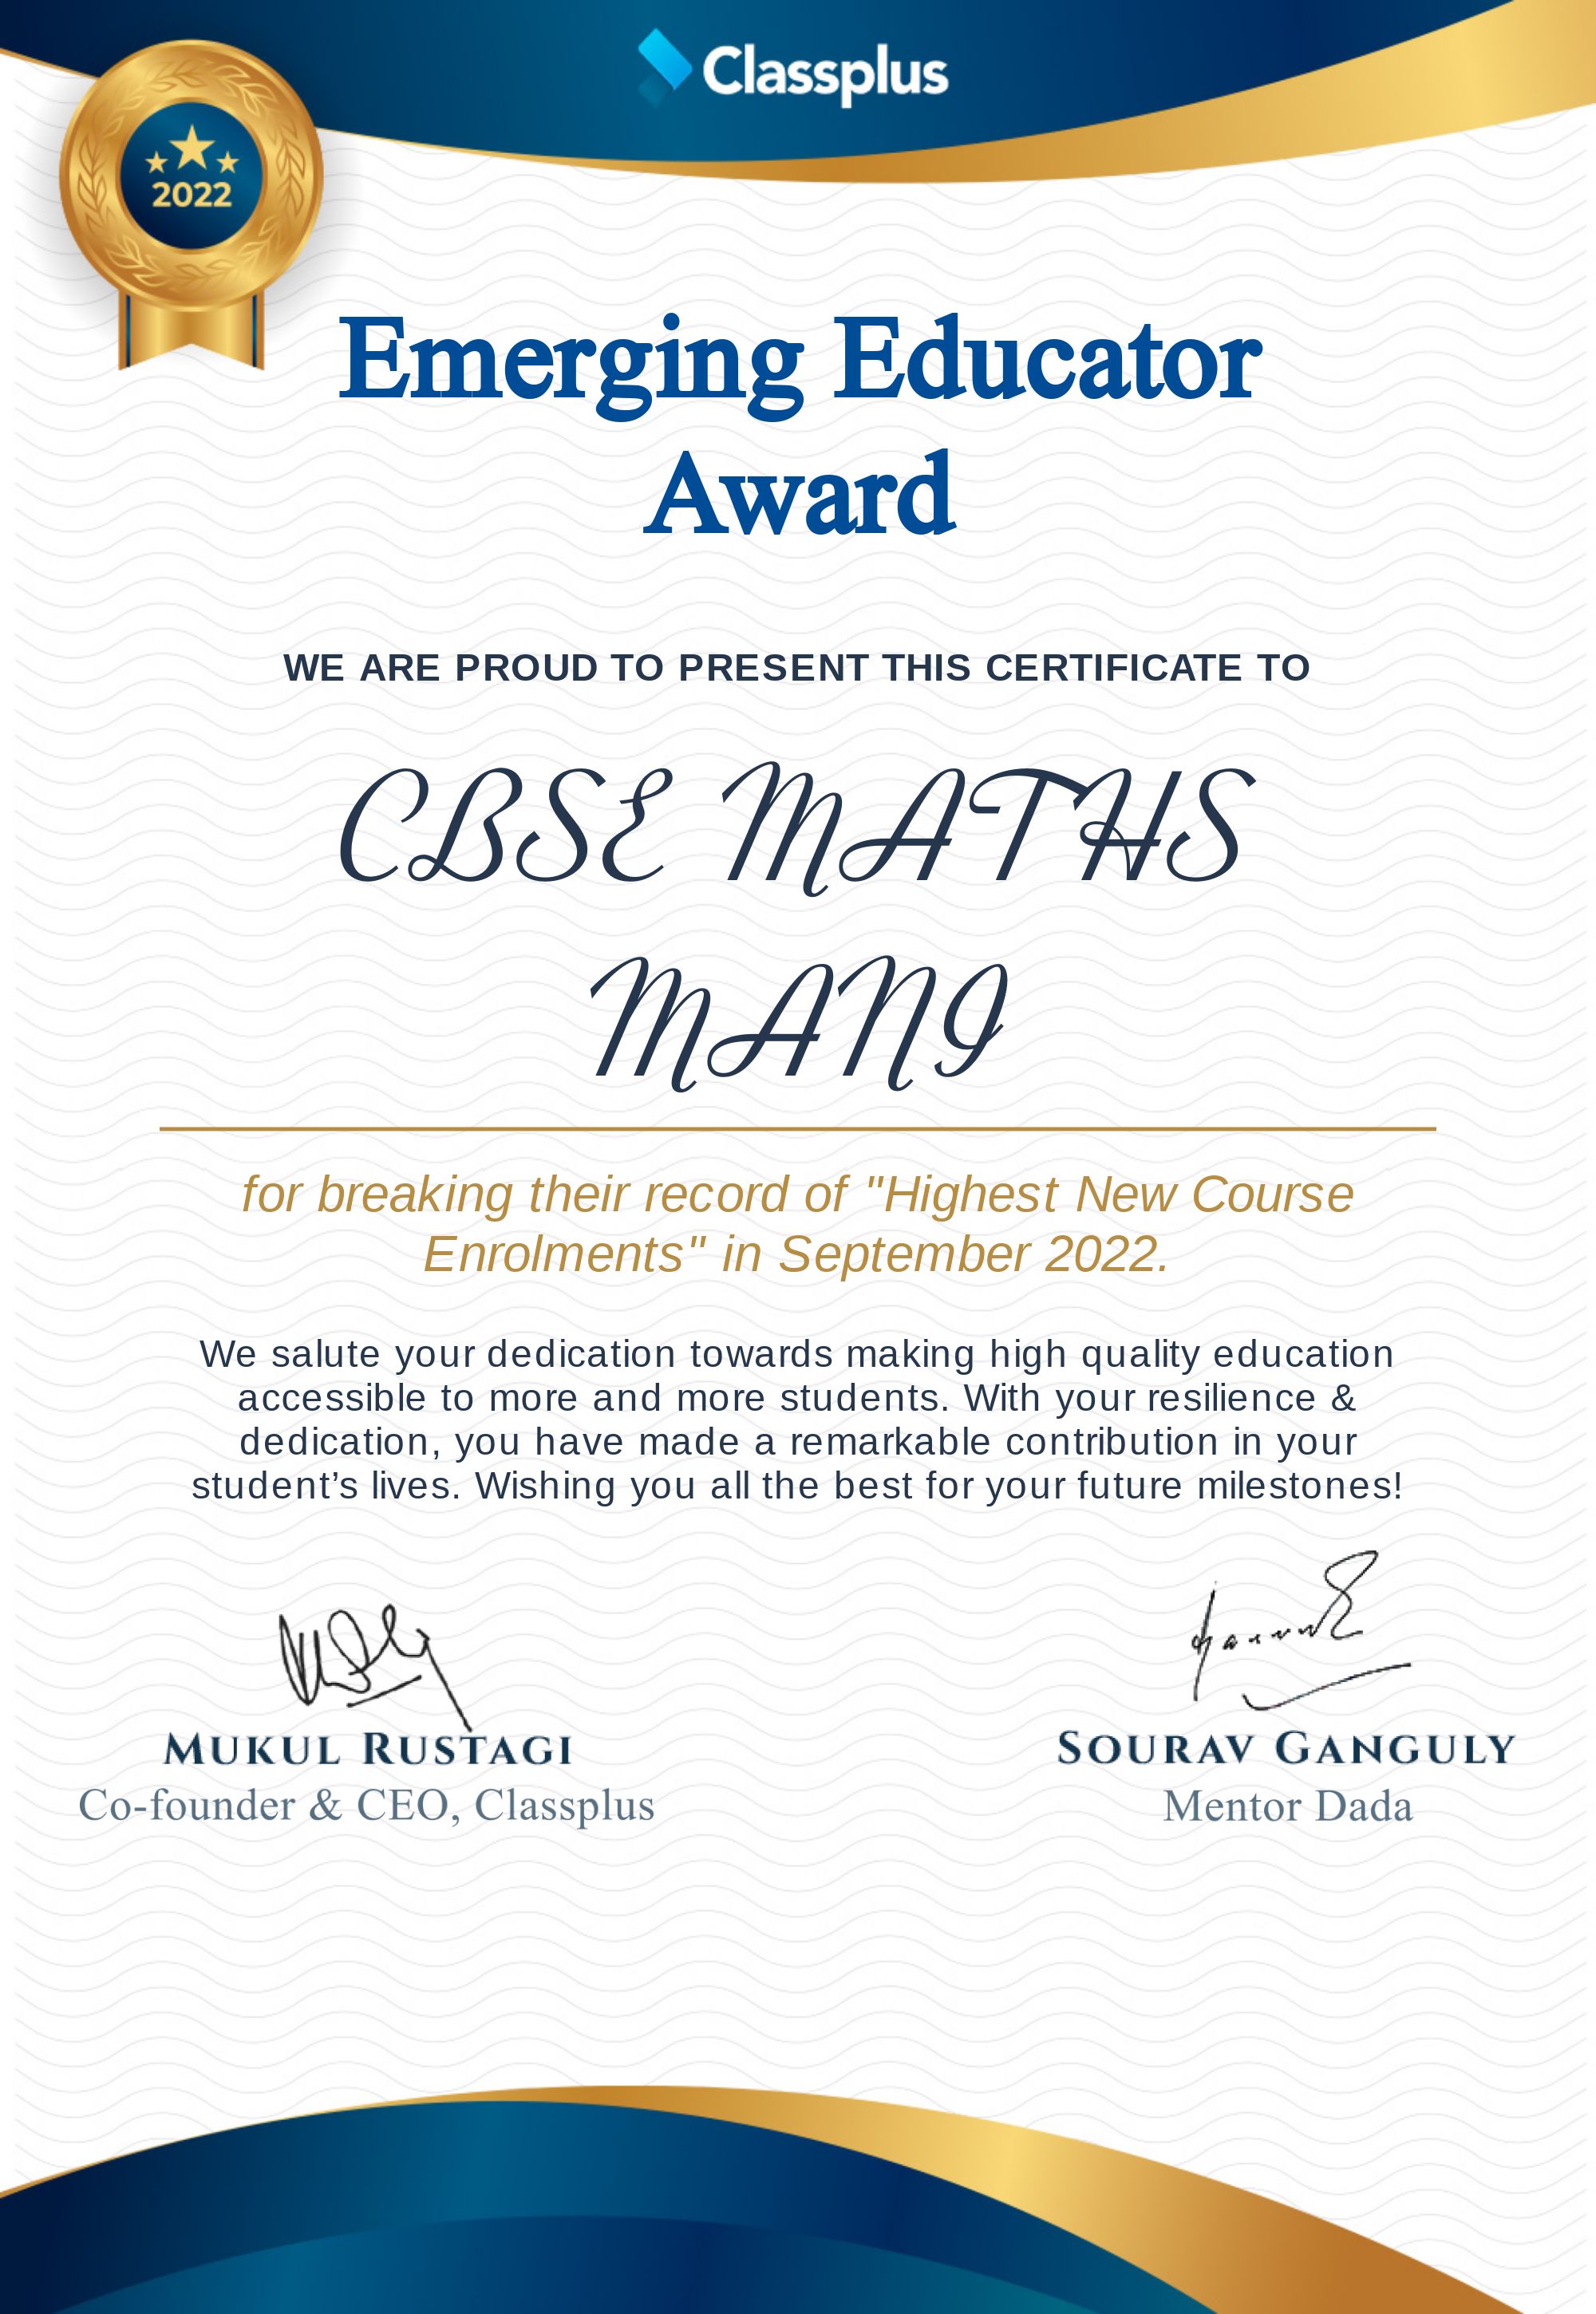 Classplus
2022
Emerging Educator
Award
WE ARE PROUD TO PRESENT THIS CERTIFICATE TO
CBSE MATHS
MANI
for breaking their record of "Highest New Course
Enrolments" in September 2022.
We salute your dedication towards making high quality education
accessible to more and more students. With your resilience &
dedication, you have made a remarkable contribution in your
student’s lives. Wishing you all the best for your future milestones!
MUKUL RUSTAGI
Co-founder & CEO, Classplus
SOURAV GANGULY
Mentor Dada